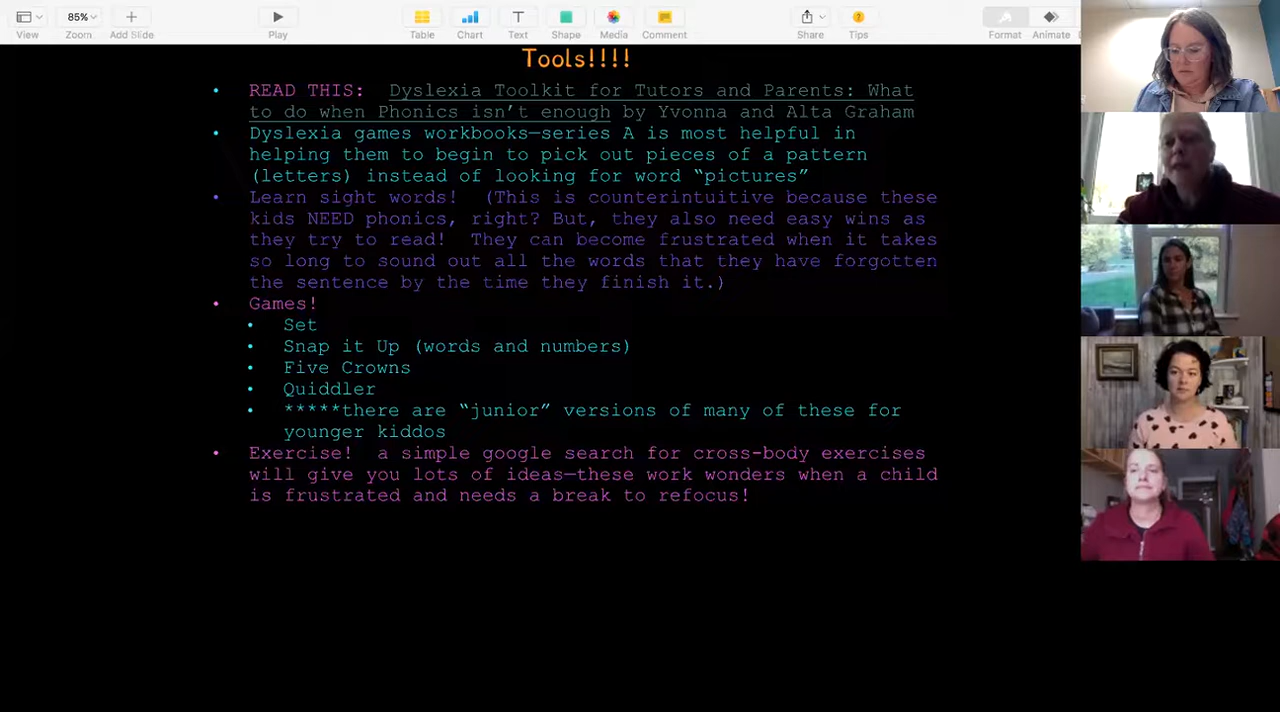 View
85%
Zoom
Add Slide
Play
Table
Chart
Text
Shape
Media
Comment
Share
Tips
Format
Animate
Tools!!!!
• READ THIS: Dyslexia Toolkit for Tutors and Parents: What
to do when Phonics isn’t enough by Yvonna and Alta Graham
• Dyslexia games workbooks—series A is most helpful in
helping them to begin to pick out pieces of a pattern
(letters) instead of looking for word “pictures”
• Learn sight words! (This is counterintuitive because these
kids NEED phonics, right? But, they also need easy wins as
they try to read! They can become frustrated when it takes
so long to sound out all the words that they have forgotten
the sentence by the time they finish it.)
• Games!
• Set
• Snap it Up (words and numbers)
• Five Crowns
• Quiddler
• *****there are “junior” versions of many of these for
younger kiddos
• Exercise! a simple google search for cross-body exercises
will give you lots of ideas—these work wonders when a child
is frustrated and needs a break to refocus!